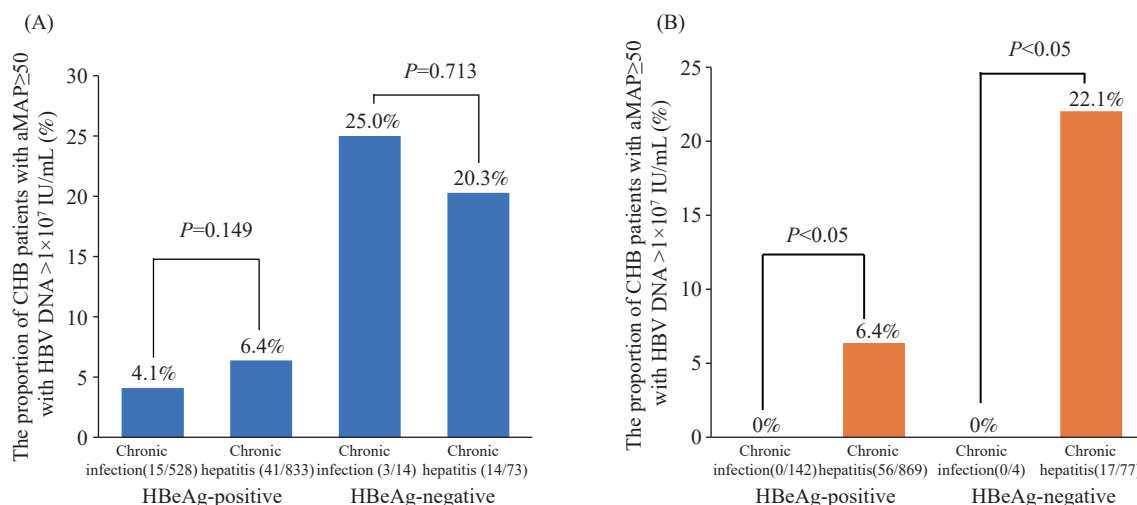 (A)
The proportion of CHB patients with aMAP≥50
with HBV DNA >1×10⁷ IU/mL (%)
30
25
20
15
10
5
0
P=0.149
P=0.713
4.1%
6.4%
25.0%
20.3%
Chronic Chronic Chronic Chronic
infection(15/528) hepatitis (41/833) infection (3/14) hepatitis (14/73)
HBeAg-positive HBeAg-negative
(B)
The proportion of CHB patients with aMAP≥50
with HBV DNA >1×10⁷ IU/mL (%)
25
20
15
10
5
0
P<0.05
P<0.05
0%
6.4%
0%
22.1%
Chronic Chronic Chronic Chronic
infection(0/142) hepatitis(56/869) infection(0/4) hepatitis(17/77)
HBeAg-positive HBeAg-negative